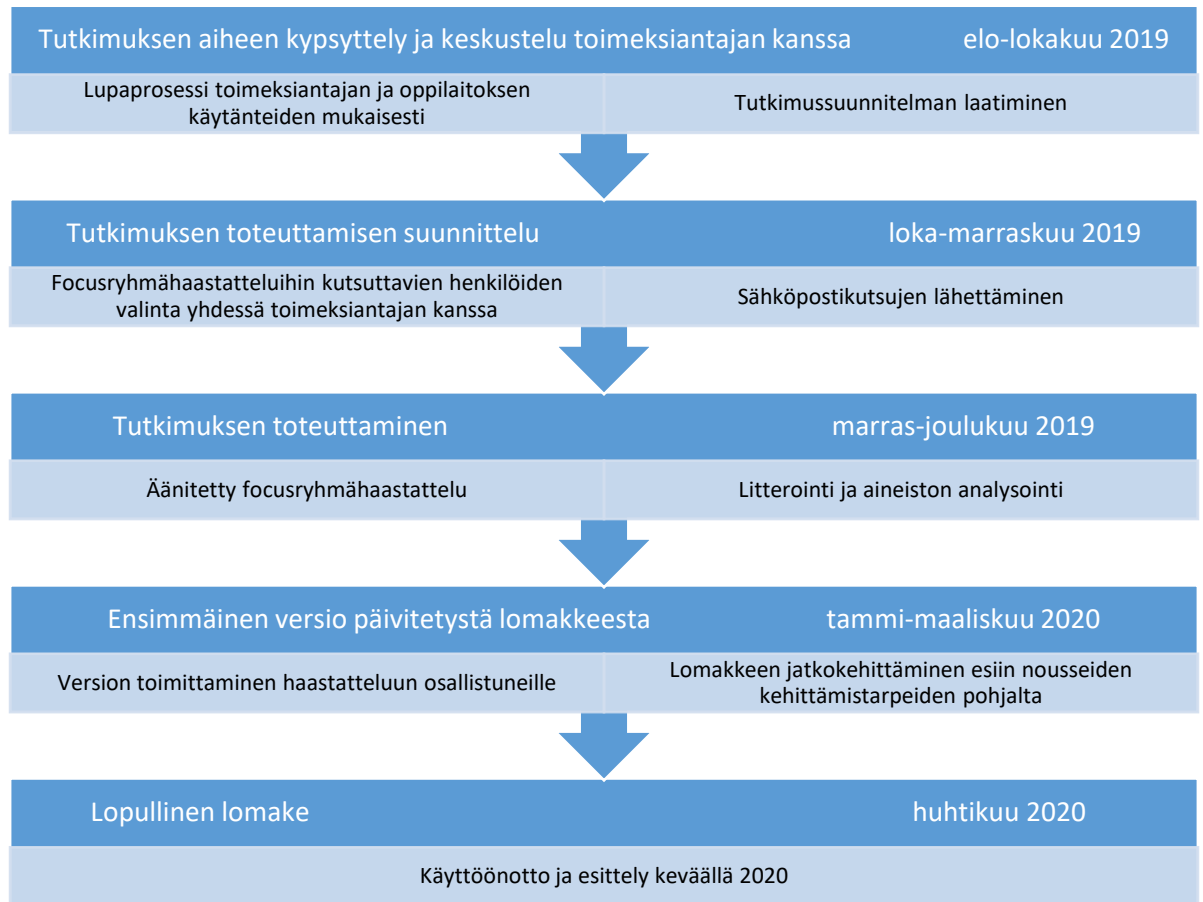 Tutkimuksen aiheen kypsyttely ja keskustelu toimeksiantajan kanssa elo-lokakuu 2019
Lupaprosessi toimeksiantajan ja oppilaitoksen
käytänteiden mukaisesti
Tutkimussuunnitelman laatiminen
Tutkimuksen toteuttamisen suunnittelu loka-marraskuu 2019
Focusryhmähaastatteluihin kutsuttavien henkilöiden
valinta yhdessä toimeksiantajan kanssa
Sähköpostikutsujen lähettäminen
Tutkimuksen toteuttaminen marras-joulukuu 2019
Äänitetty focusryhmähaastattelu
Litterointi ja aineiston analysointi
Ensimmäinen versio päivitetystä lomakkeesta tammi-maaliskuu 2020
Version toimittaminen haastatteluun osallistuneille
Lomakkeen jatkokehittäminen esiin nousseiden
kehittämistarpeiden pohjalta
Lopullinen lomake huhtikuu 2020
Käyttöönotto ja esittely keväällä 2020